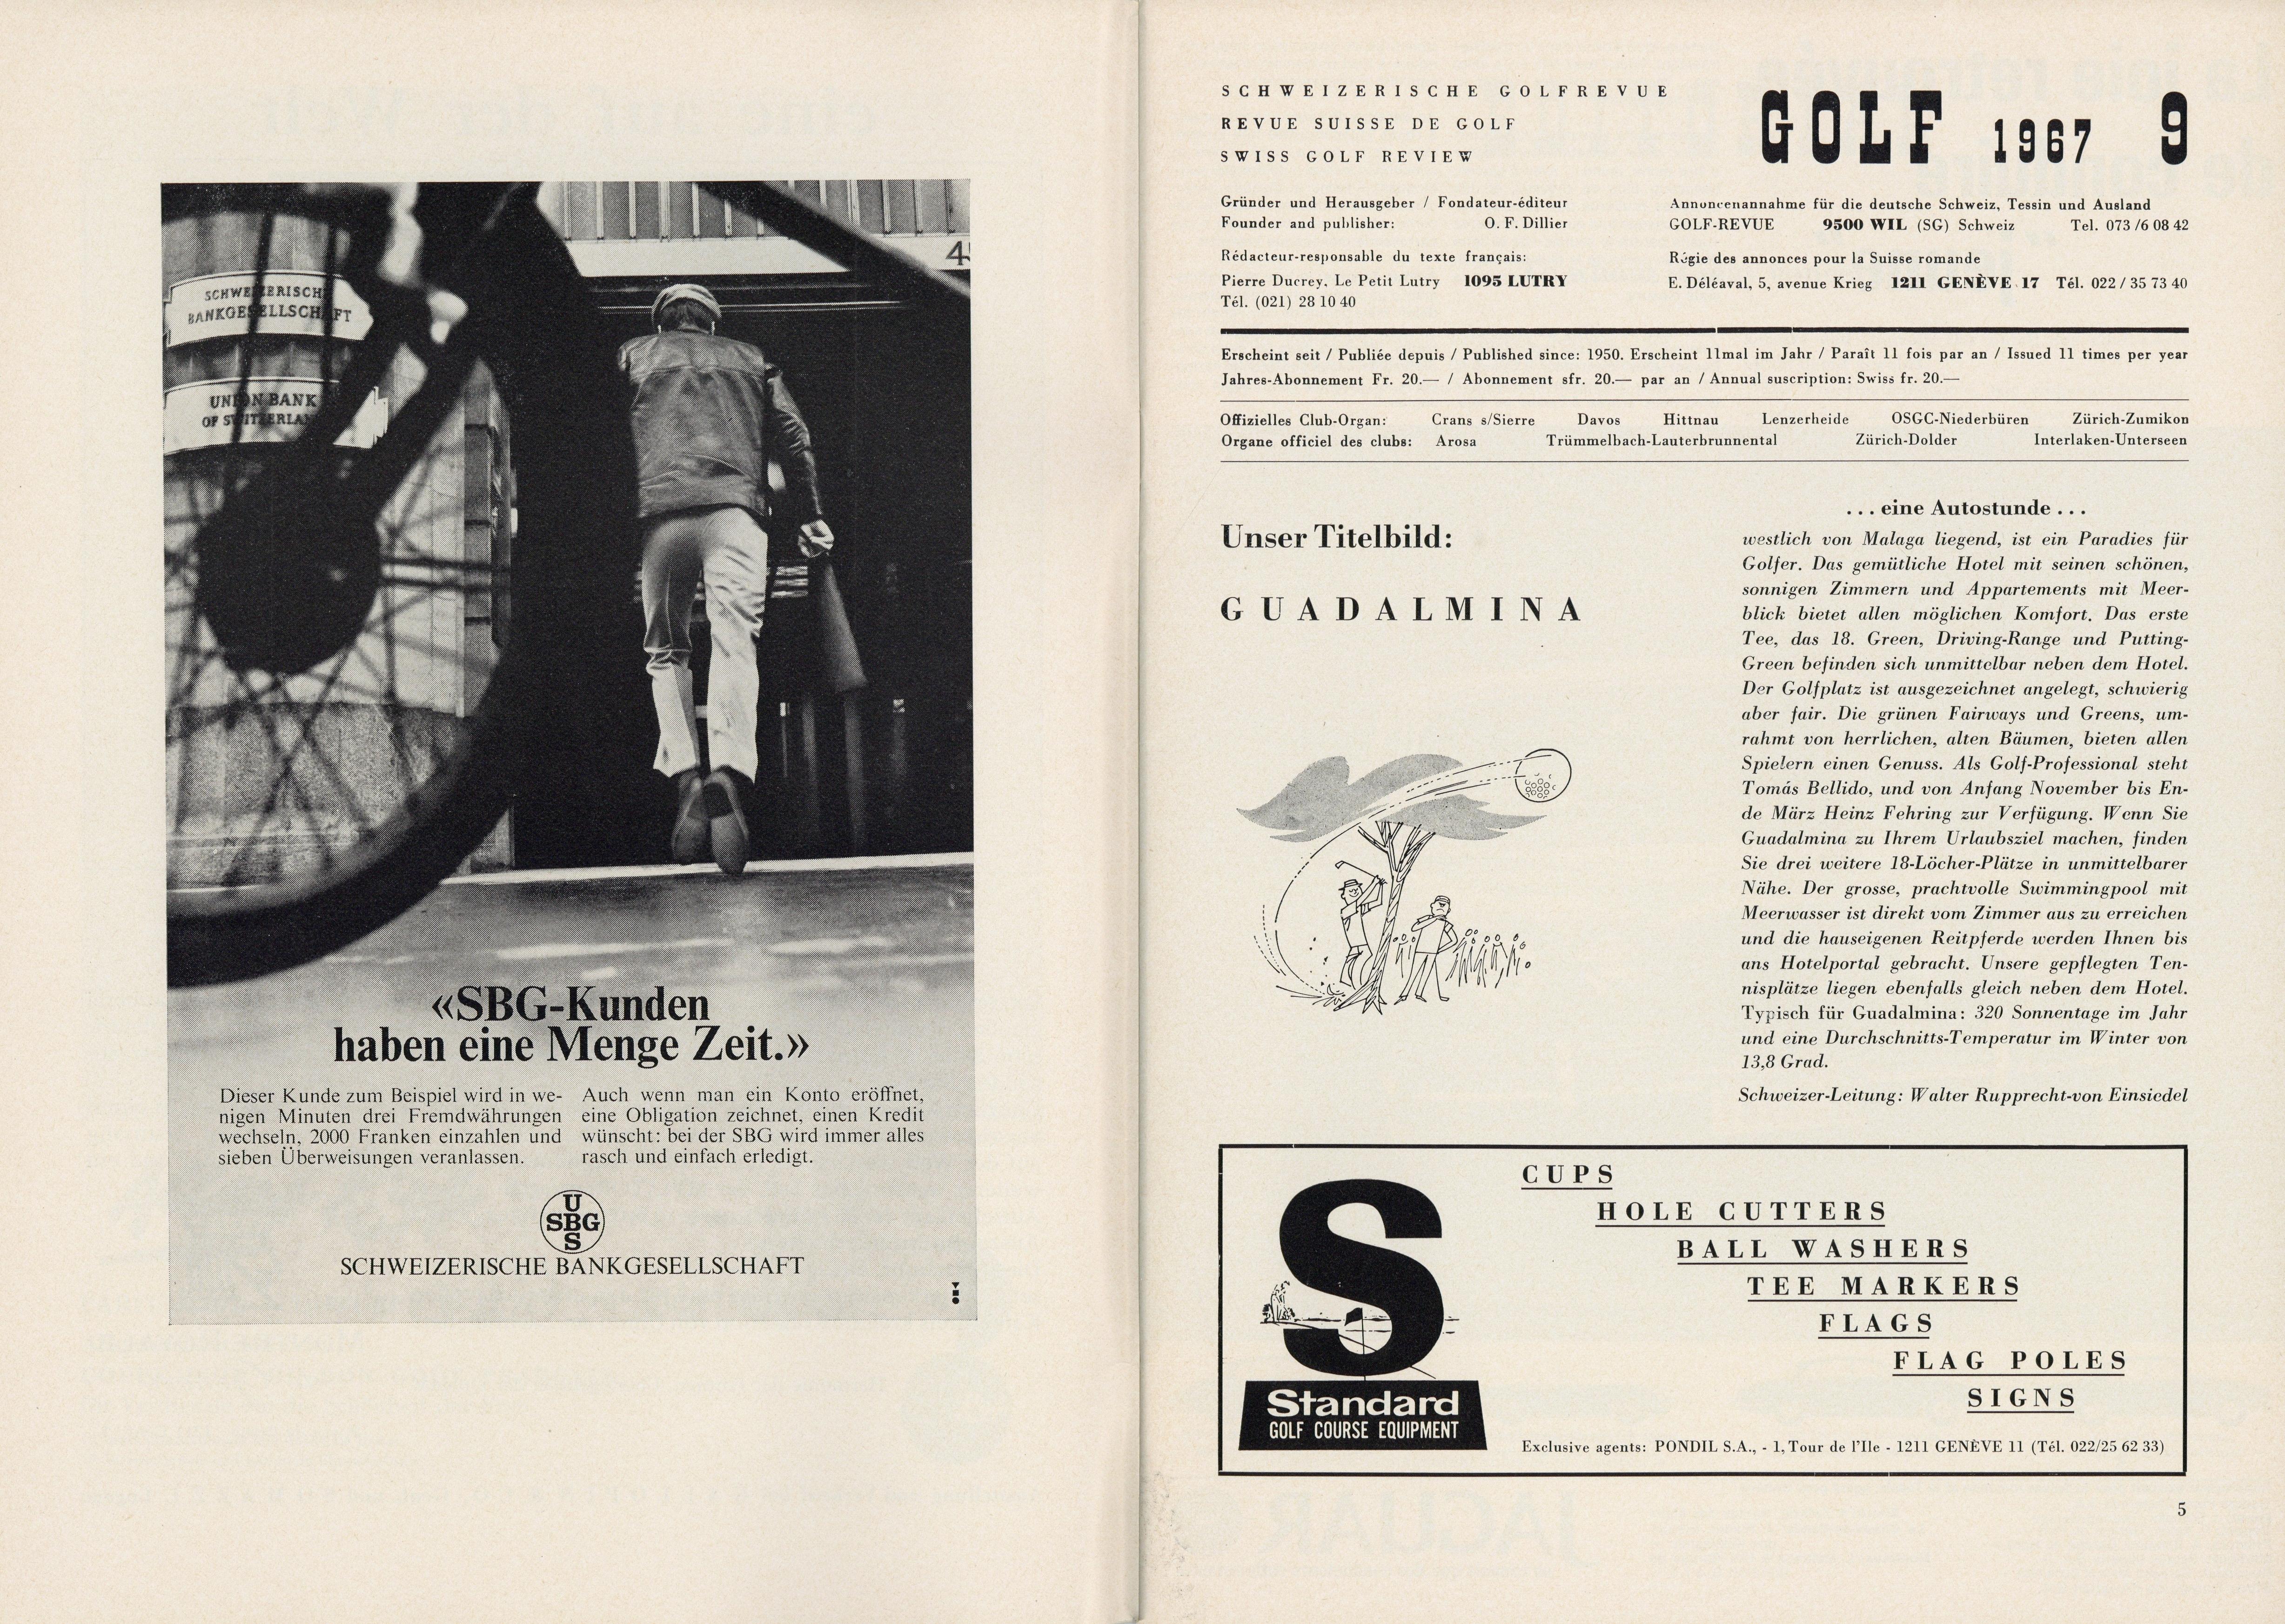 SCHWEIZERISCHE
BANKGESELLSCHAFT
UNION BANK
OF SWITZERLAND
4
«SBG-Kunden
haben eine Menge Zeit.»
Dieser Kunde zum Beispiel wird in we-
nigen Minuten drei Fremdwährungen
wechseln, 2000 Franken einzahlen und
sieben Überweisungen veranlassen.
Auch wenn man ein Konto eröffnet,
eine Obligation zeichnet, einen Kredit
wünscht: bei der SBG wird immer alles
rasch und einfach erledigt.
U
SBG
S
SCHWEIZERISCHE BANKGESELLSCHAFT
SCHWEIZERISCHE GOLFREVUE
REVUE SUISSE DE GOLF
SWISS GOLF REVIEW
GOLF 1967 9
Gründer und Herausgeber / Fondateur-éditeur
Founder and publisher: O. F. Dillier
Rédacteur-responsable du texte français:
Pierre Ducrey, Le Petit Lutry 1095 LUTRY
Tél. (021) 28 10 40
Annoncenannahme für die deutsche Schweiz, Tessin und Ausland
GOLF-REVUE 9500 WIL (SG) Schweiz Tel. 073 /6 08 42
Régie des annonces pour la Suisse romande
E. Déléaval, 5, avenue Krieg 1211 GENÈVE 17 Tél. 022 / 35 73 40
Erscheint seit / Publiée depuis / Published since: 1950. Erscheint 11mal im Jahr / Paraît 11 fois par an / Issued 11 times per year
Jahres-Abonnement Fr. 20.— / Abonnement sfr. 20.— par an / Annual suscription: Swiss fr. 20.—
Offizielles Club-Organ: Crans s/Sierre Davos Hittnau Lenzerheide OSGC-Niederbüren Zürich-Zumikon
Organe officiel des clubs: Arosa Trümmelbach-Lauterbrunnental Zürich-Dolder Interlaken-Unterseen
Unser Titelbild:
GUADALMINA
. . . eine Autostunde . . .
westlich von Malaga liegend, ist ein Paradies für
Golfer. Das gemütliche Hotel mit seinen schönen,
sonnigen Zimmern und Appartements mit Meer-
blick bietet allen möglichen Komfort. Das erste
Tee, das 18. Green, Driving-Range und Putting-
Green befinden sich unmittelbar neben dem Hotel.
Der Golfplatz ist ausgezeichnet angelegt, schwierig
aber fair. Die grünen Fairways und Greens, um-
rahmt von herrlichen, alten Bäumen, bieten allen
Spielern einen Genuss. Als Golf-Professional steht
Tomás Bellido, und von Anfang November bis En-
de März Heinz Fehring zur Verfügung. Wenn Sie
Guadalmina zu Ihrem Urlaubsziel machen, finden
Sie drei weitere 18-Löcher-Plätze in unmittelbarer
Nähe. Der grosse, prachtvolle Swimmingpool mit
Meerwasser ist direkt vom Zimmer aus zu erreichen
und die hauseigenen Reitpferde werden Ihnen bis
ans Hotelportal gebracht. Unsere gepflegten Ten-
nisplätze liegen ebenfalls gleich neben dem Hotel.
Typisch für Guadalmina: 320 Sonnentage im Jahr
und eine Durchschnitts-Temperatur im Winter von
13,8 Grad.
Schweizer-Leitung: Walter Rupprecht-von Einsiedel
S
Standard
GOLF COURSE EQUIPMENT
CUPS
HOLE CUTTERS
BALL WASHERS
TEE MARKERS
FLAGS
FLAG POLES
SIGNS
Exclusive agents: PONDIL S.A., - 1, Tour de l'Ile - 1211 GENÈVE 11 (Tél. 022/25 62 33)
5